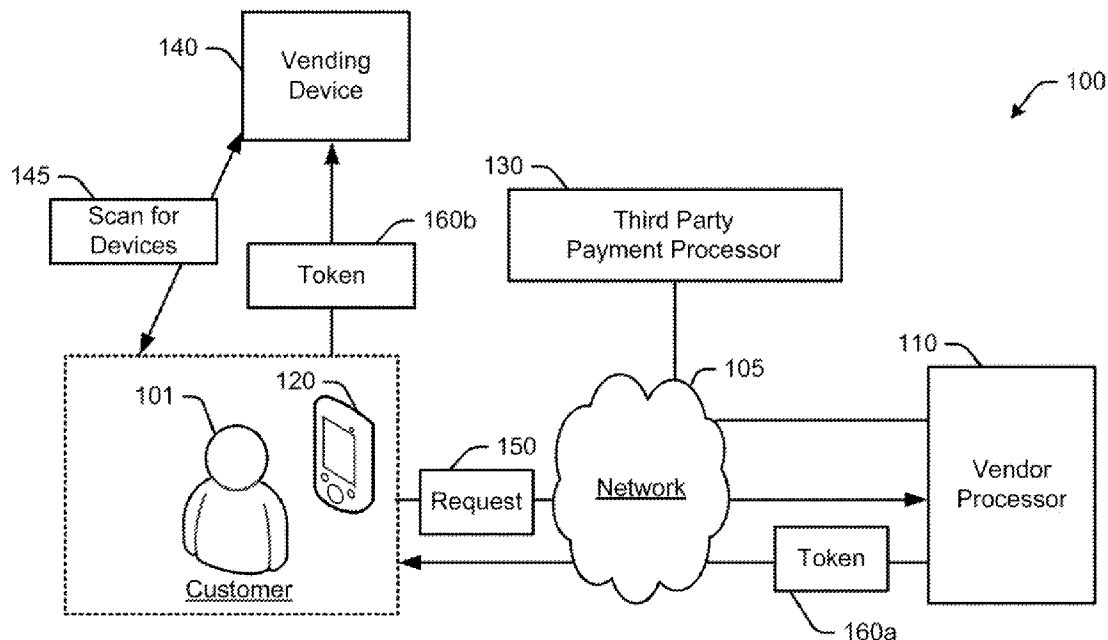 140
Vending
Device
100
145
Scan for
Devices
160b
Token
130
Third Party
Payment Processor
110
105
101
120
150
Request
Network
Vendor
Processor
Token
Customer
160a